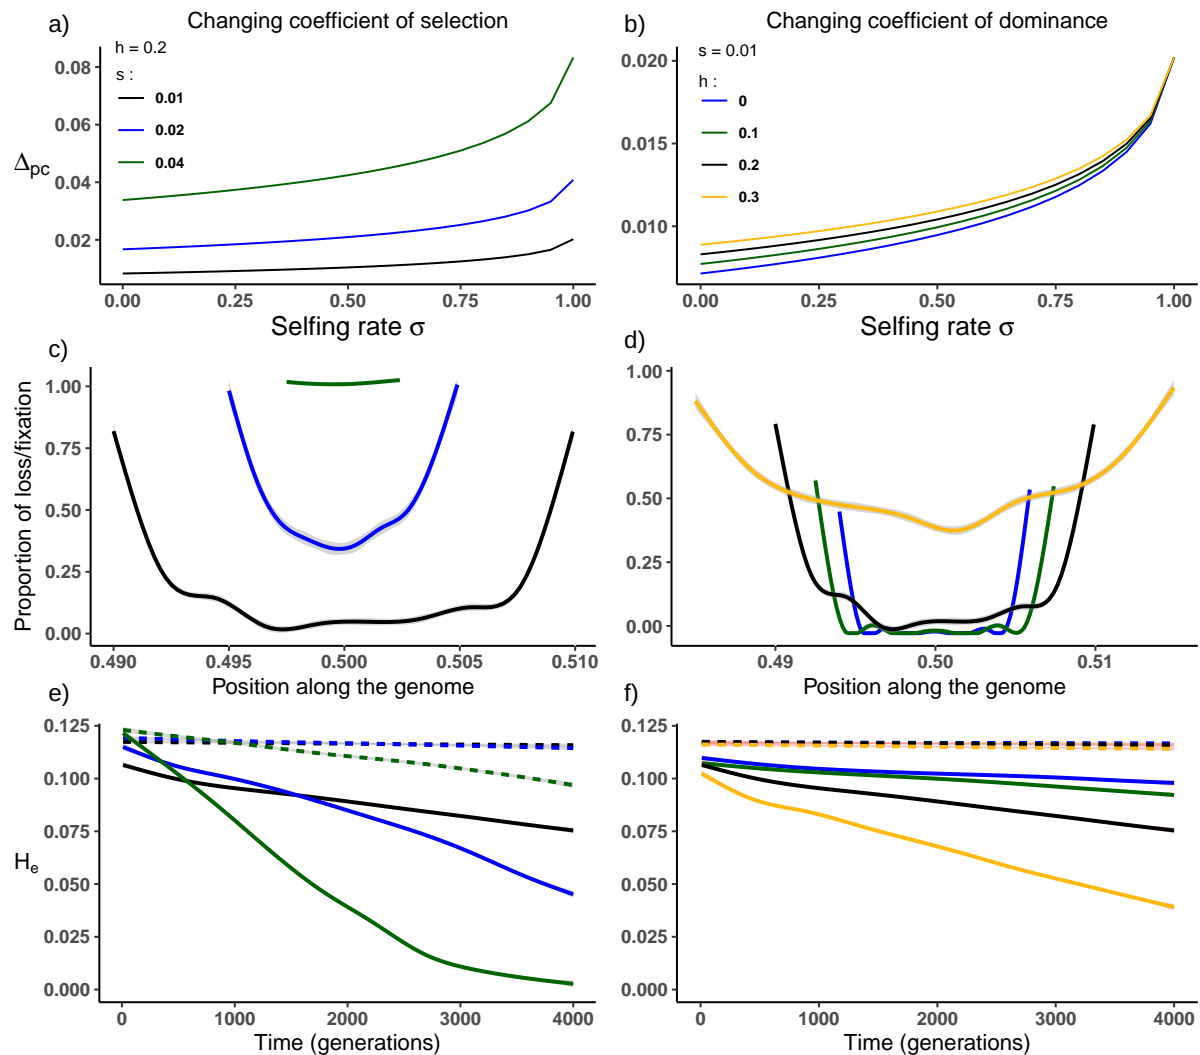 a) Changing coefficient of selection
h = 0.2
s :
0.01
0.02
0.04
0.08
0.06
0.04
0.02
Δpc
0.00 0.25 0.50 0.75 1.00
Selfing rate σ
b) Changing coefficient of dominance
s = 0.01
h :
0
0.1
0.2
0.3
0.020
0.015
0.010
0.00 0.25 0.50 0.75 1.00
Selfing rate σ
c)
1.00
0.75
0.50
0.25
0.00
Proportion of loss/fixation
0.490 0.495 0.500 0.505 0.510
Position along the genome
d)
1.00
0.75
0.50
0.25
0.00
0.49 0.50 0.51
Position along the genome
e)
0.125
0.100
0.075
0.050
0.025
0.000
He
0 1000 2000 3000 4000
Time (generations)
f)
0.125
0.100
0.075
0.050
0.025
0.000
0 1000 2000 3000 4000
Time (generations)